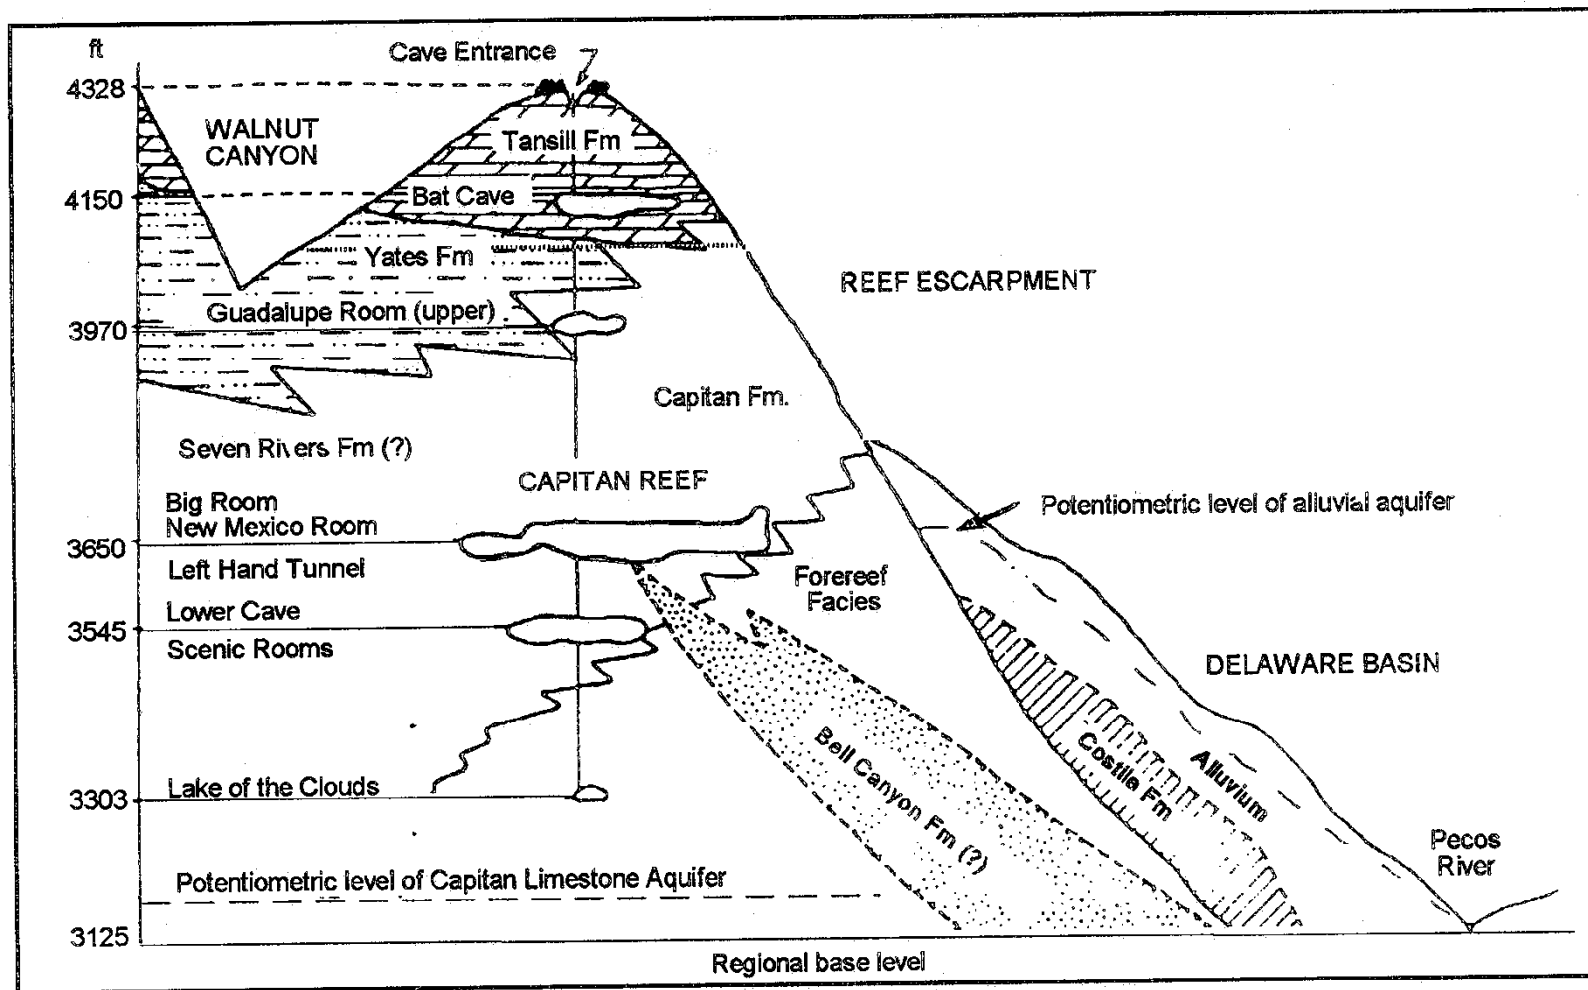 ft
Cave Entrance
4328
WALNUT
CANYON
Tansill Fm
4150
Bat Cave
Yates Fm
REEF ESCARPMENT
Guadalupe Room (upper)
3970
Capitan Fm.
Seven Rivers Fm (?)
CAPITAN REEF
Big Room
New Mexico Room
Potentiometric level of alluvial aquifer
3650
Left Hand Tunnel
Forereef
Facies
Lower Cave
3545
Scenic Rooms
DELAWARE BASIN
Bell Canyon Fm (?)
Costile Fm
Alluvium
Lake of the Clouds
3303
Pecos
River
Potentiometric level of Capitan Limestone Aquifer
3125
Regional base level